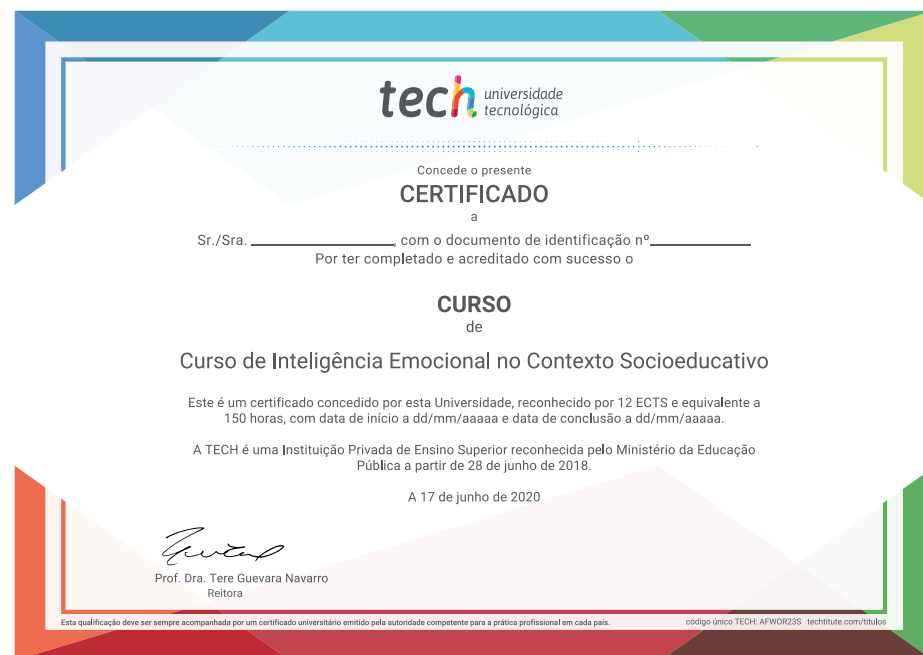 tech universidade
tecnológica
Concede o presente
CERTIFICADO
a
Sr./Sra. _______________, com o documento de identificação nº___________
Por ter completado e acreditado com sucesso o
CURSO
de
Curso de Inteligência Emocional no Contexto Socioeducativo
Este é um certificado concedido por esta Universidade, reconhecido por 12 ECTS e equivalente a
150 horas, com data de início a dd/mm/aaaaa e data de conclusão a dd/mm/aaaaa.
A TECH é uma Instituição Privada de Ensino Superior reconhecida pelo Ministério da Educação
Pública a partir de 28 de junho de 2018.
A 17 de junho de 2020
Prof. Dra. Tere Guevara Navarro
Reitora
Esta qualificação deve ser sempre acompanhada por um certificado universitário emitido pela autoridade competente para a prática profissional em cada país.
código único TECH: AFWOR23S techtitute.com/titulos